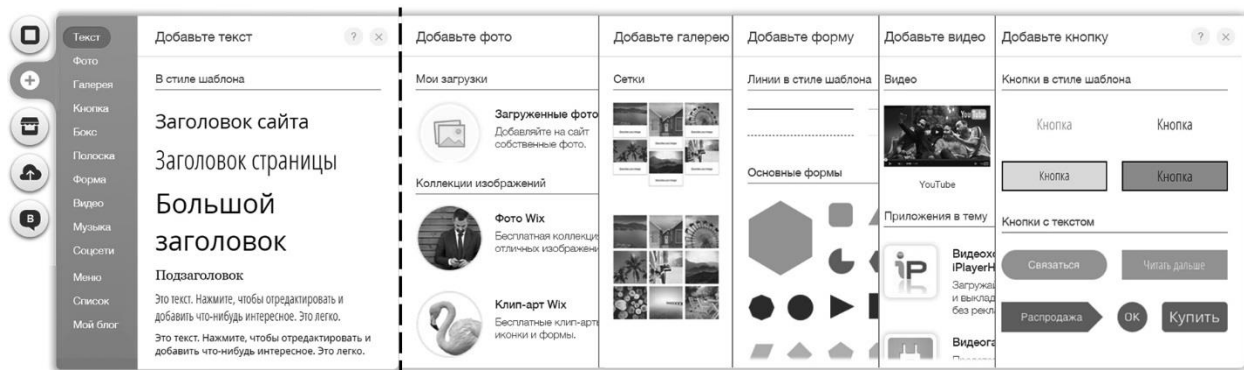 Текст
Фото
Галерея
Кнопка
Бокс
Полоска
Форма
Видео
Музыка
Соцсети
Меню
Список
Мой блог
B
Добавьте текст
? ×
В стиле шаблона
Заголовок сайта
Заголовок страницы
Большой
заголовок
Подзаголовок
Это текст. Нажмите, чтобы отредактировать и
добавить что-нибудь интересное. Это легко.
Это текст. Нажмите, чтобы отредактировать и
добавить что-нибудь интересное. Это легко.
Добавьте фото
Мои загрузки
Загруженные фото
Добавляйте на сайт
собственные фото.
Коллекции изображений
Фото Wix
Бесплатная коллекция
отличных изображени
Клип-арт Wix
Бесплатные клип-арты
иконки и формы.
Добавьте галерею
Сетки
Добавьте форму
Линии в стиле шаблона
Основные формы
Добавьте видео
Видео
YouTube
YouTube
Приложения в тему
iP
Видеохо
iPlayerH
Загружай
и выклад
без рекл
Видеога
Добавьте кнопку
? ×
Кнопки в стиле шаблона
Кнопка Кнопка
Кнопка Кнопка
Кнопки с текстом
Связаться Читать дальше
Распродажа OK Купить